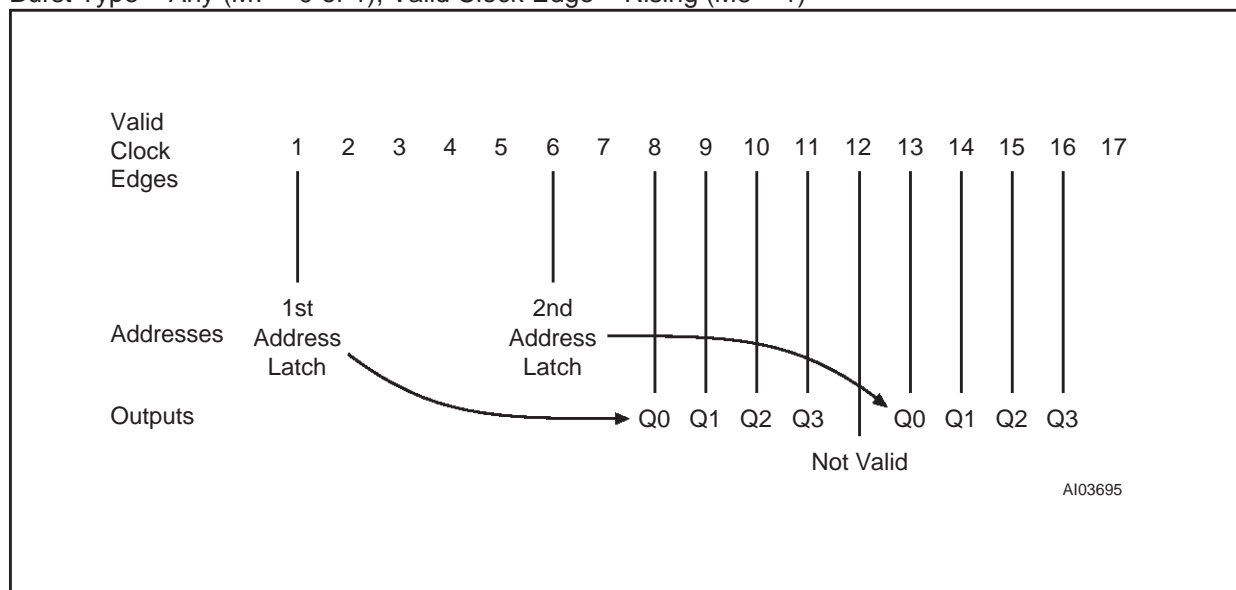 Valid
Clock
Edges
1 2 3 4 5 6 7 8 9 10 11 12 13 14 15 16 17
1st
Address
Latch
2nd
Address
Latch
Addresses
Outputs
Q0 Q1 Q2 Q3 Q0 Q1 Q2 Q3
Not Valid
AI03695